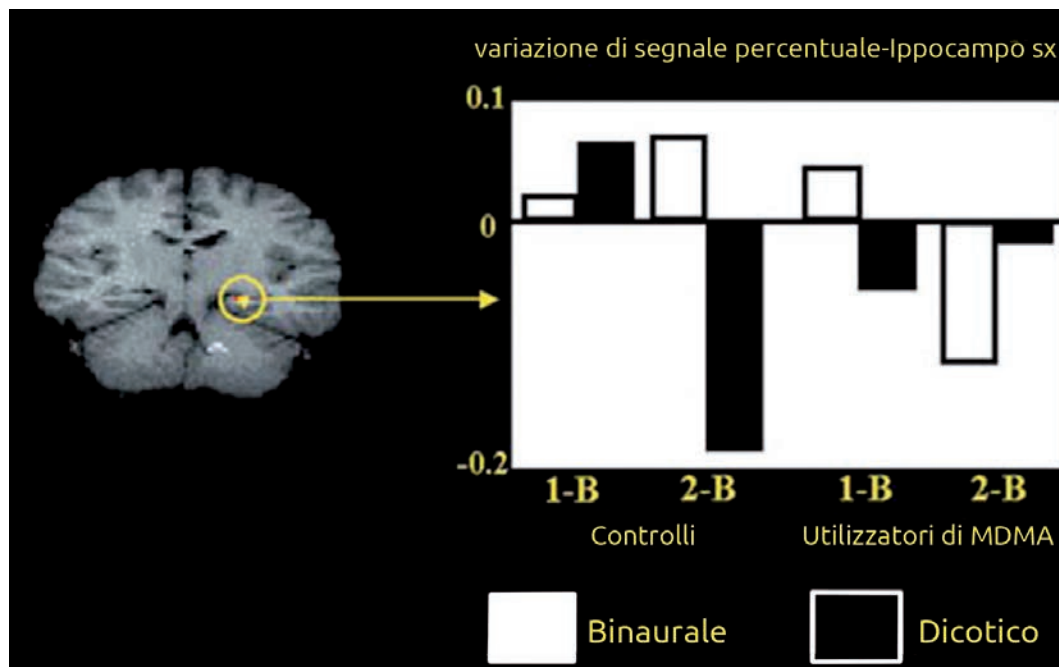 variazione di segnale percentuale-Ippocampo sx
0.1
0
-0.2
1-B 2-B 1-B 2-B
Controlli Utilizzatori di MDMA
Binaurale Dicotico